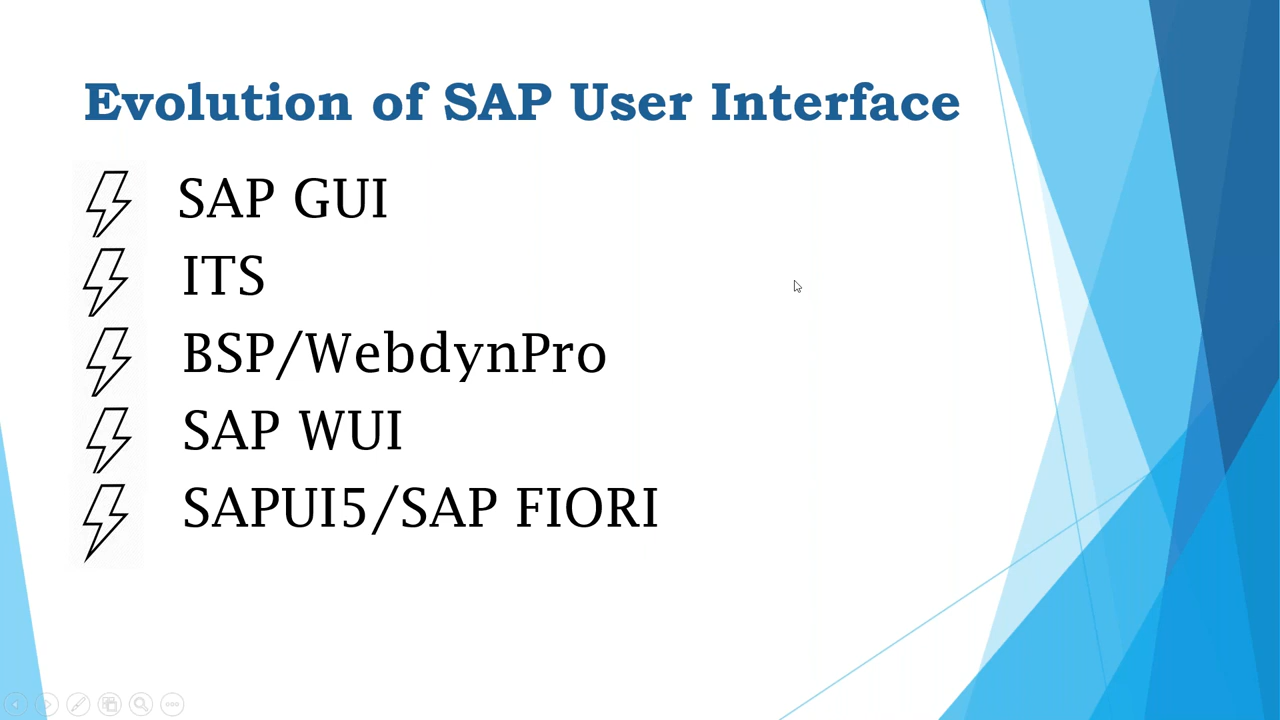 Evolution of SAP User Interface
SAP GUI
ITS
BSP/WebdynPro
SAP WUI
SAPUI5/SAP FIORI